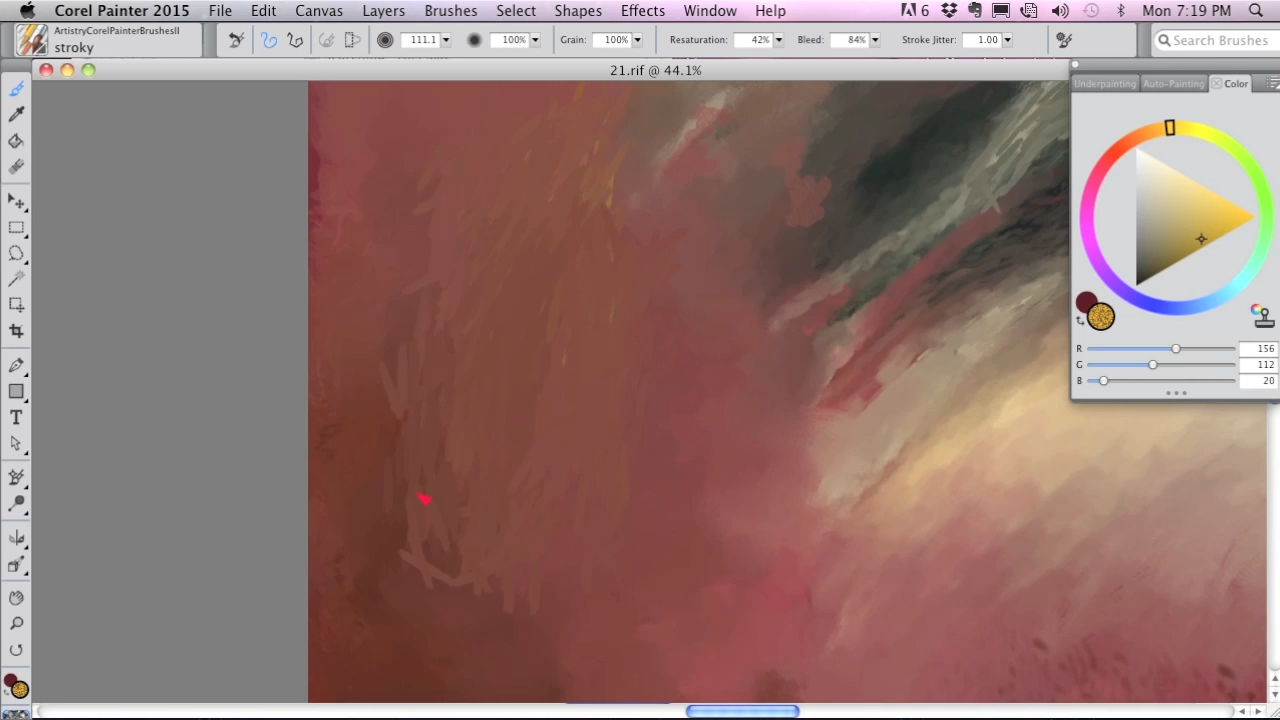 Corel Painter 2015 File Edit Canvas Layers Brushes Select Shapes Effects Window Help 6 Mon 7:19 PM
ArtistryCorelPainterBrushesII
stroky
111.1 100% Grain: 100% Resaturation: 42% Bleed: 84% Stroke Jitter: 1.00 Search Brushes
21.rif @ 44.1%
Underpainting Auto-Painting Color
R 156
G 112
B 20
T